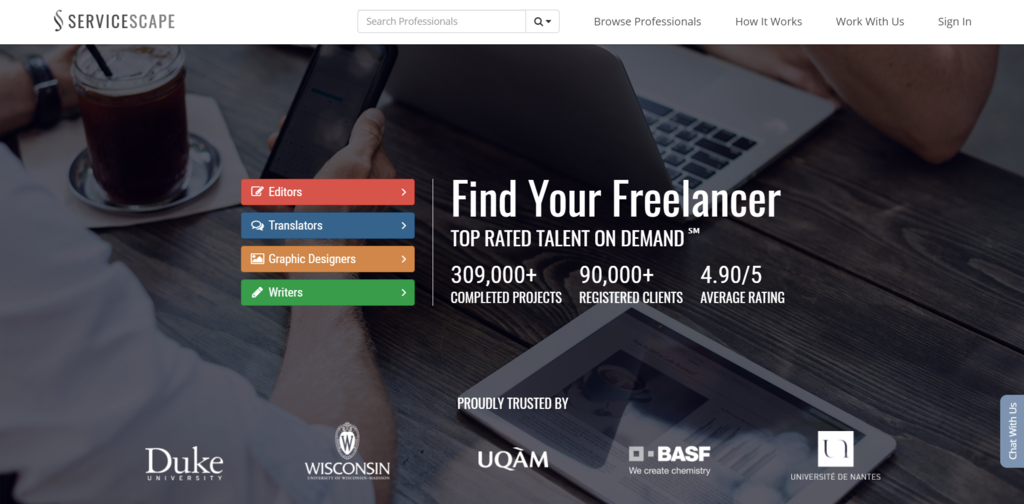 SERVICESCAPE
Search Professionals
Browse Professionals
How It Works
Work With Us
Sign In
Editors
Translators
Graphic Designers
Writers
Find Your Freelancer
TOP RATED TALENT ON DEMAND ℠
309,000+ 90,000+ 4.90/5
COMPLETED PROJECTS REGISTERED CLIENTS AVERAGE RATING
PROUDLY TRUSTED BY
Duke
UNIVERSITY
W
WISCONSIN
UNIVERSITY OF WISCONSIN-MADISON
UQÀM
BASF
We create chemistry
UNIVERSITÉ DE NANTES
Chat With Us